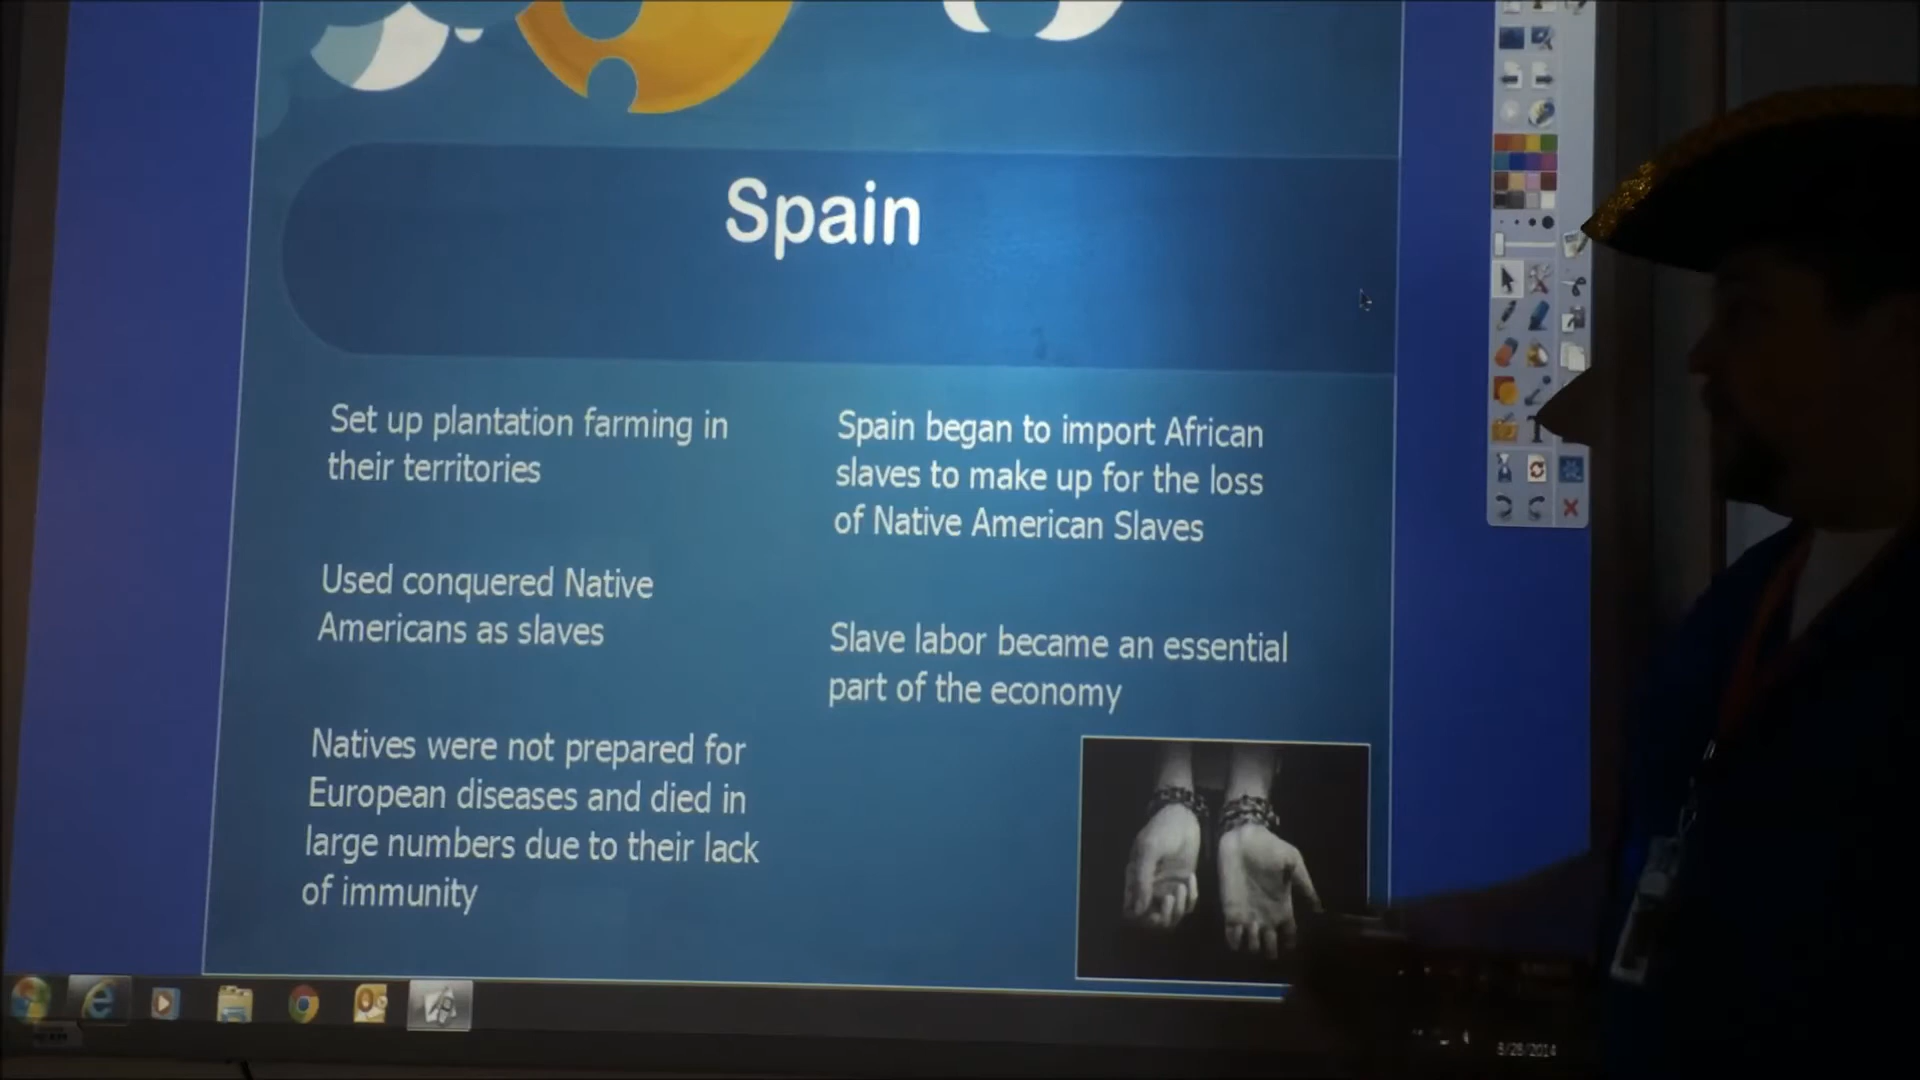 Spain
Set up plantation farming in
their territories
Used conquered Native
Americans as slaves
Natives were not prepared for
European diseases and died in
large numbers due to their lack
of immunity
Spain began to import African
slaves to make up for the loss
of Native American Slaves
Slave labor became an essential
part of the economy
8/28/2014